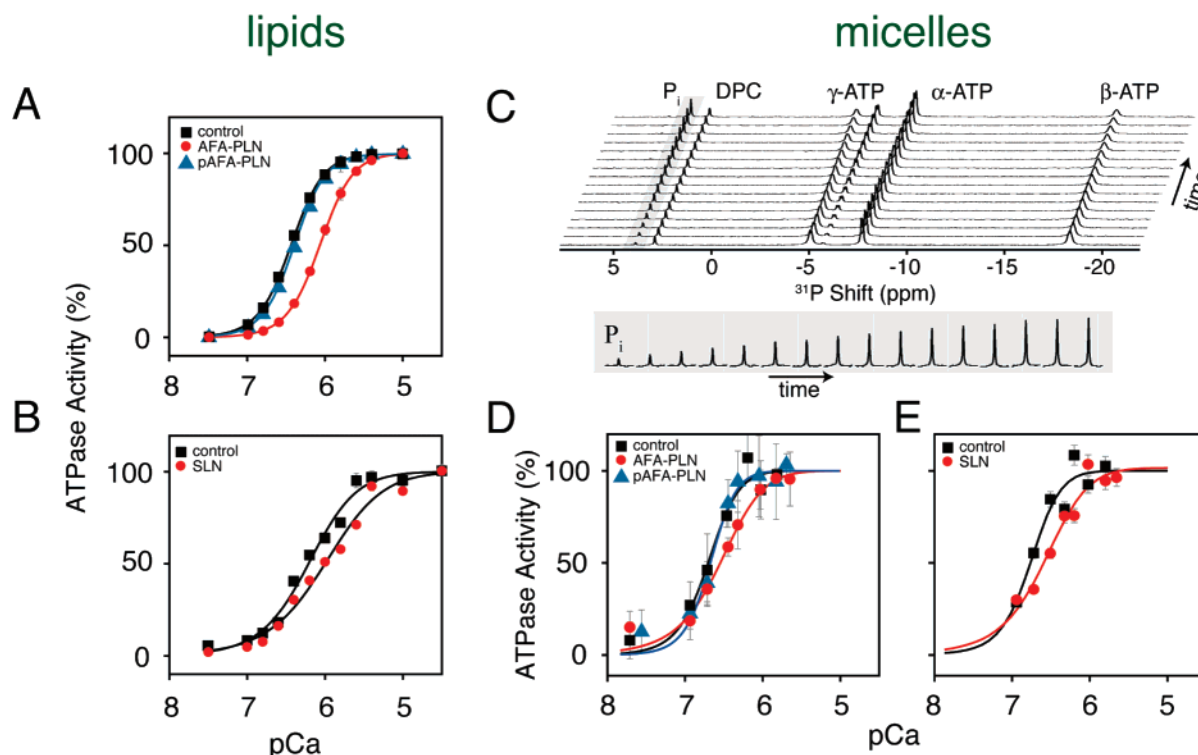 lipids
micelles
A
control
AFA-PLN
pAFA-PLN
100
50
0
8 7 6 5
B
control
SLN
100
50
0
8 7 6 5
ATPase Activity (%)
pCa
C
Pi DPC γ-ATP α-ATP β-ATP
time
5 0 -5 -10 -15 -20
³¹P Shift (ppm)
Pi
time
D
control
AFA-PLN
pAFA-PLN
100
50
0
8 7 6 5
ATPase Activity (%)
E
control
SLN
8 7 6 5
pCa